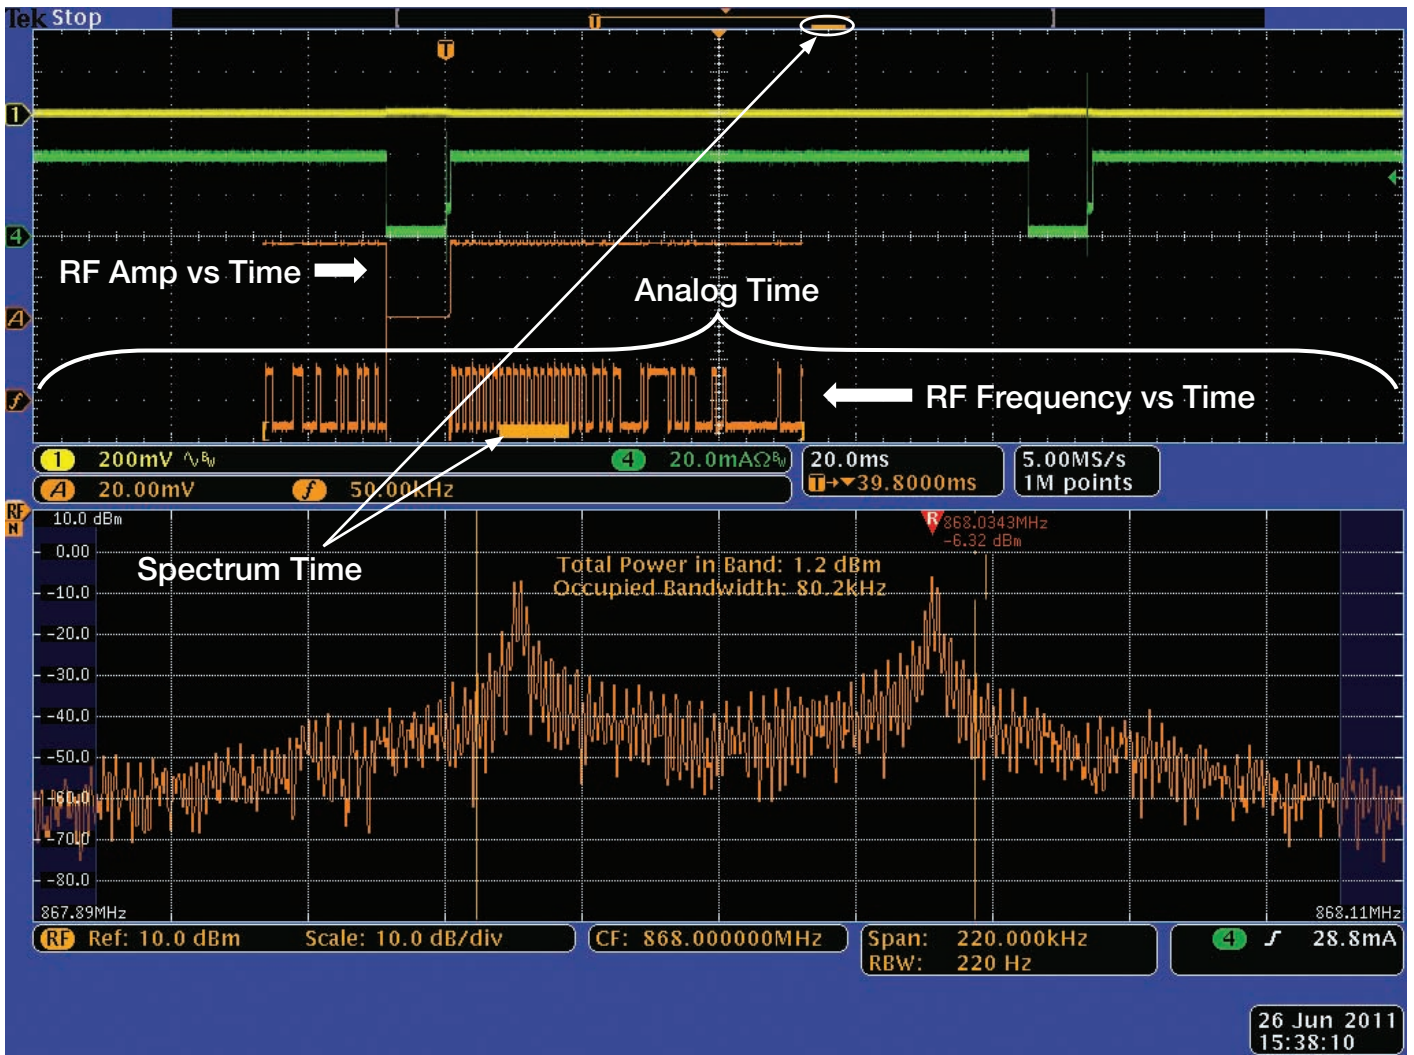 Tek Stop
T
T
1
4
RF Amp vs Time
Analog Time
A
f
RF Frequency vs Time
1 200mV ∿Bw 4 20.0mAΩBw
A 20.00mV f 50.00kHz
20.0ms
T→▼39.8000ms
5.00MS/s
1M points
RF
N
10.0 dBm
R 868.0343MHz
-6.32 dBm
0.00
Spectrum Time
Total Power in Band: 1.2 dBm
Occupied Bandwidth: 80.2kHz
-10.0
-20.0
-30.0
-40.0
-50.0
-60.0
-70.0
-80.0
867.89MHz
868.11MHz
RF Ref: 10.0 dBm Scale: 10.0 dB/div
CF: 868.000000MHz
Span: 220.000kHz
RBW: 220 Hz
4 ƒ 28.8mA
26 Jun 2011
15:38:10